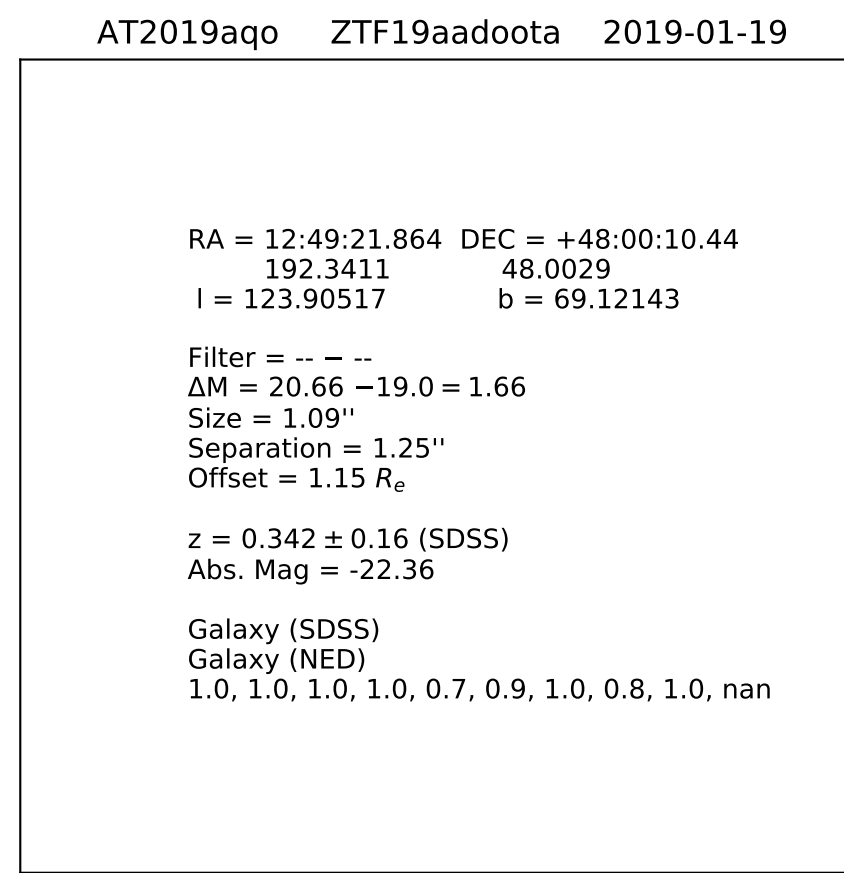 AT2019aqo ZTF19aadoota 2019-01-19
RA = 12:49:21.864 DEC = +48:00:10.44
192.3411 48.0029
l = 123.90517 b = 69.12143
Filter = -- − --
ΔM = 20.66 −19.0 = 1.66
Size = 1.09''
Separation = 1.25''
Offset = 1.15 Rₑ
z = 0.342 ± 0.16 (SDSS)
Abs. Mag = -22.36
Galaxy (SDSS)
Galaxy (NED)
1.0, 1.0, 1.0, 1.0, 0.7, 0.9, 1.0, 0.8, 1.0, nan